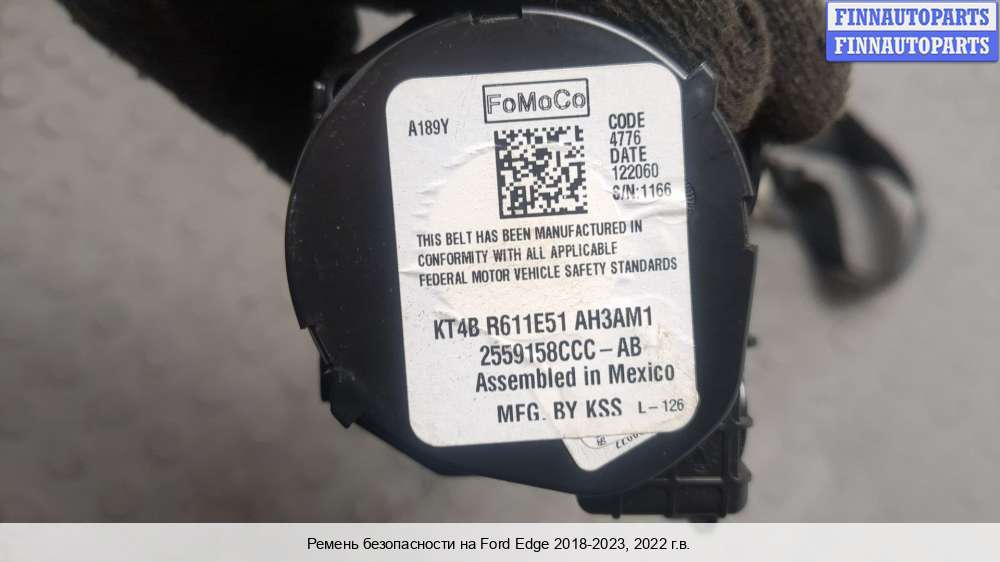 FINNAUTOPARTS
FINNAUTOPARTS
FoMoCo
A189Y
CODE
4776
DATE
122060
S/N:1166
THIS BELT HAS BEEN MANUFACTURED IN
CONFORMITY WITH ALL APPLICABLE
FEDERAL MOTOR VEHICLE SAFETY STANDARDS
KT4B R611E51 AH3AM1
2559158CCC-AB
Assembled in Mexico
MFG. BY KSS L-126
Ремень безопасности на Ford Edge 2018-2023, 2022 г.в.